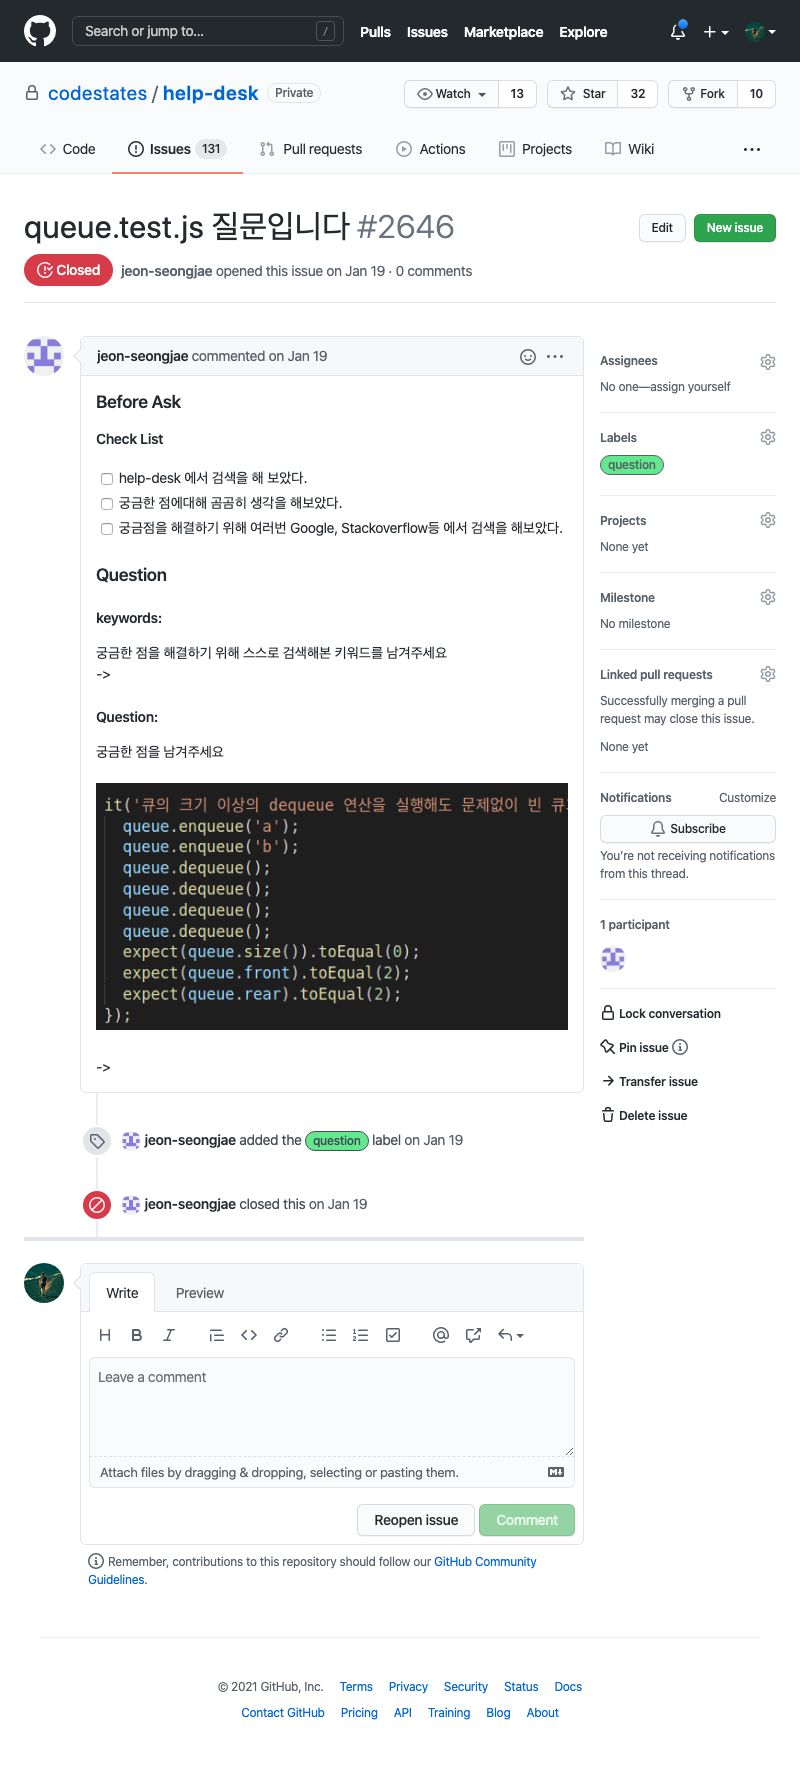 Search or jump to... /
Pulls Issues Marketplace Explore
codestates / help-desk Private
Watch 13 Star 32 Fork 10
Code Issues 131 Pull requests Actions Projects Wiki ...
queue.test.js 질문입니다 #2646
Edit New issue
Closed jeon-seongjae opened this issue on Jan 19 · 0 comments
jeon-seongjae commented on Jan 19
Before Ask
Check List
help-desk 에서 검색을 해 보았다.
궁금한 점에대해 곰곰히 생각을 해보았다.
궁금점을 해결하기 위해 여러번 Google, Stackoverflow등 에서 검색을 해보았다.
Question
keywords:
궁금한 점을 해결하기 위해 스스로 검색해본 키워드를 남겨주세요
->
Question:
궁금한 점을 남겨주세요
it('큐의 크기 이상의 dequeue 연산을 실행해도 문제없이 빈 큐
queue.enqueue('a');
queue.enqueue('b');
queue.dequeue();
queue.dequeue();
queue.dequeue();
queue.dequeue();
expect(queue.size()).toEqual(0);
expect(queue.front).toEqual(2);
expect(queue.rear).toEqual(2);
});
->
jeon-seongjae added the question label on Jan 19
jeon-seongjae closed this on Jan 19
Assignees
No one—assign yourself
Labels
question
Projects
None yet
Milestone
No milestone
Linked pull requests
Successfully merging a pull
request may close this issue.
None yet
Notifications Customize
Subscribe
You're not receiving notifications
from this thread.
1 participant
Lock conversation
Pin issue
Transfer issue
Delete issue
Write Preview
Leave a comment
Attach files by dragging & dropping, selecting or pasting them.
Reopen issue Comment
Remember, contributions to this repository should follow our GitHub Community
Guidelines.
© 2021 GitHub, Inc. Terms Privacy Security Status Docs
Contact GitHub Pricing API Training Blog About